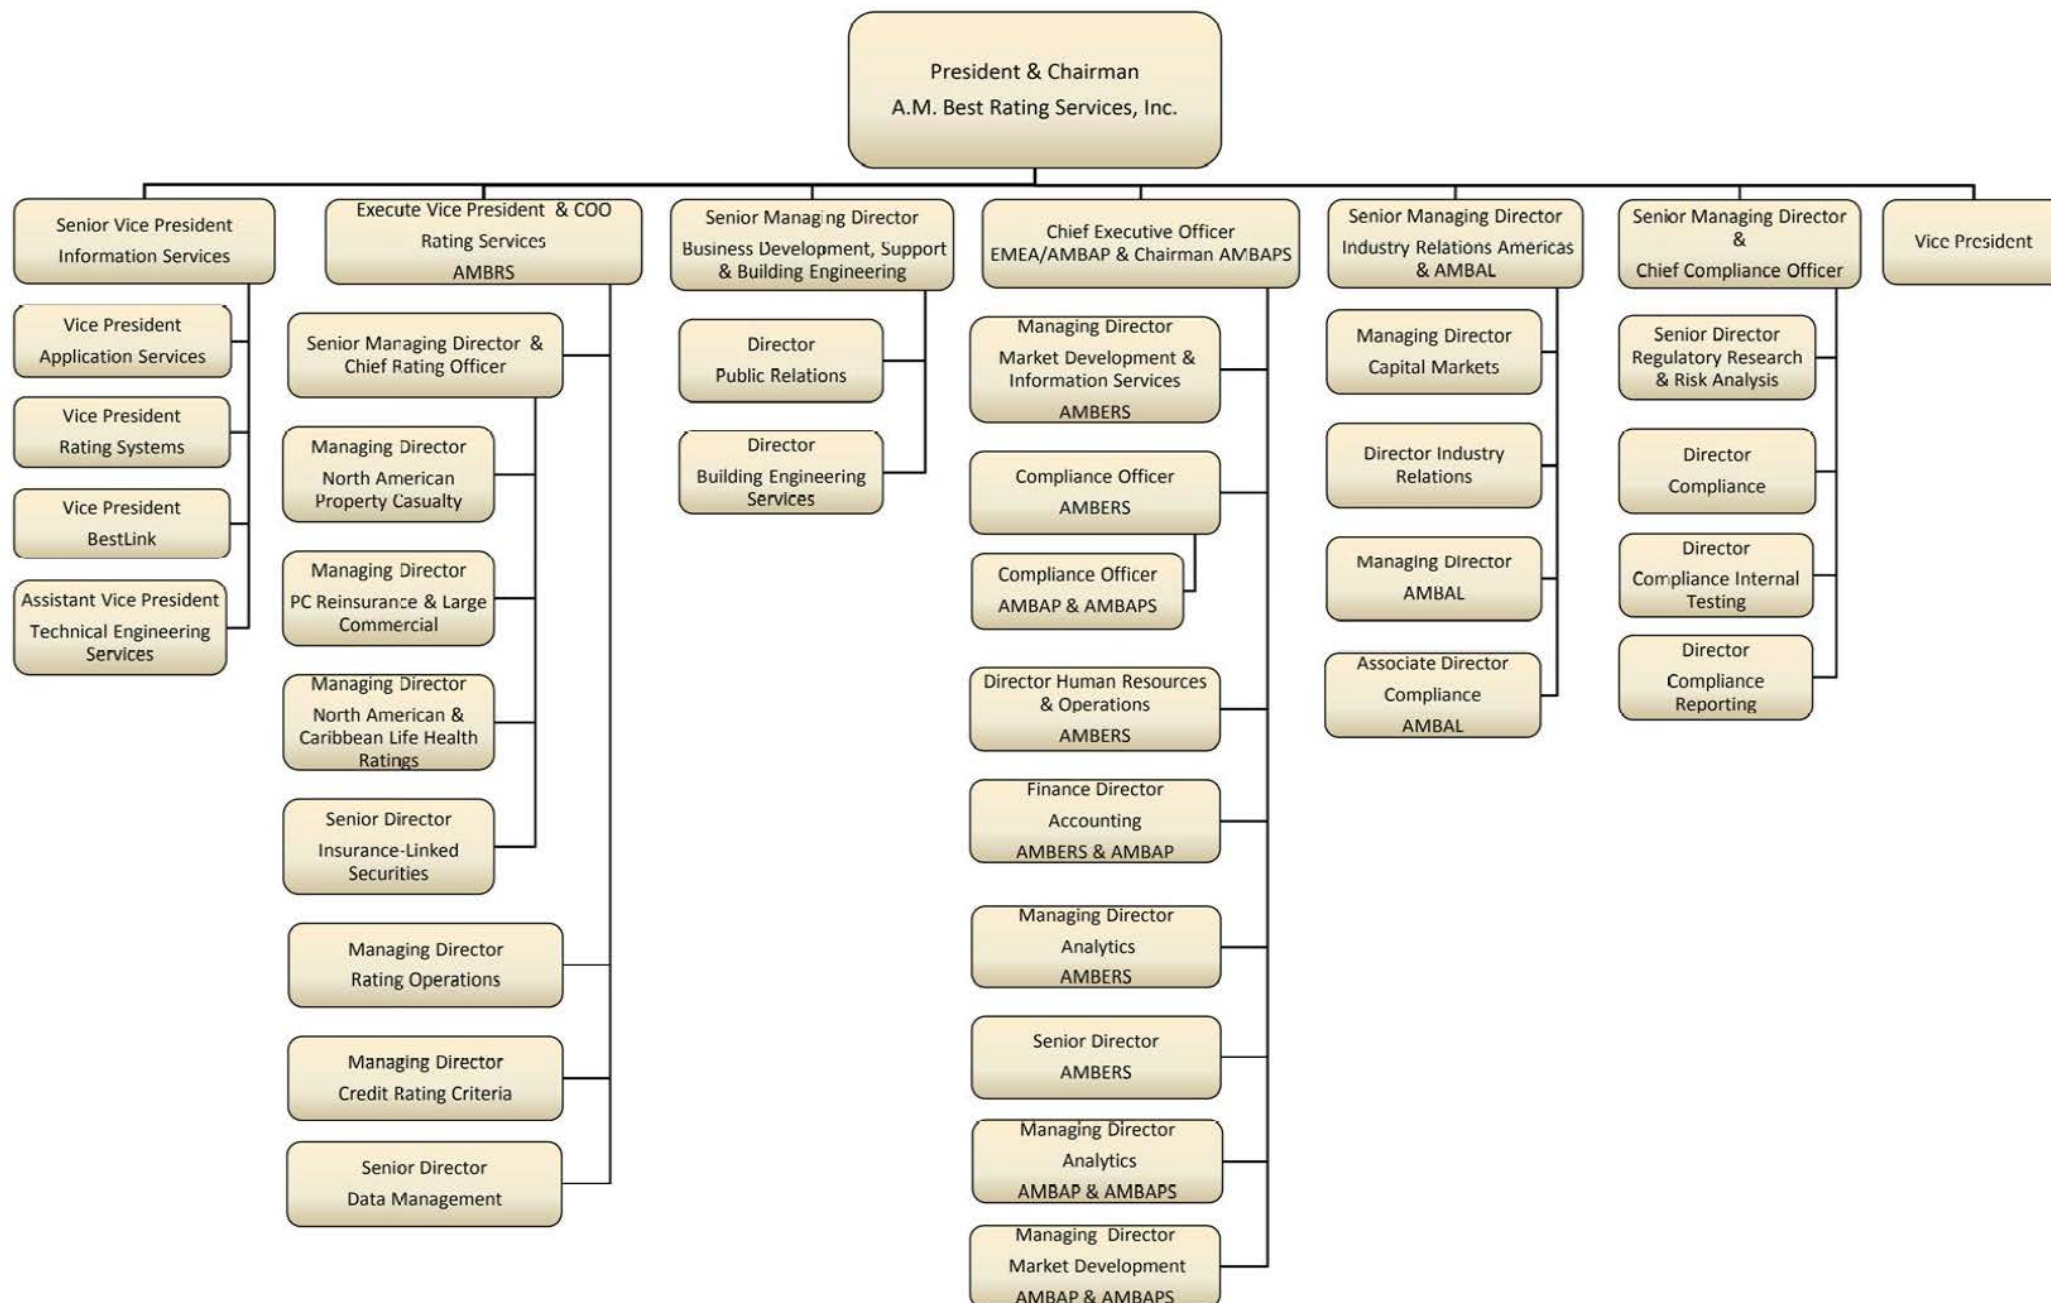 President & Chairman
A.M. Best Rating Services, Inc.
Senior Vice President
Information Services
Vice President
Application Services
Vice President
Rating Systems
Vice President
BestLink
Assistant Vice President
Technical Engineering
Services
Execute Vice President & COO
Rating Services
AMBRS
Senior Managing Director &
Chief Rating Officer
Managing Director
North American
Property Casualty
Managing Director
PC Reinsurance & Large
Commercial
Managing Director
North American &
Caribbean Life Health
Ratings
Senior Director
Insurance-Linked
Securities
Managing Director
Rating Operations
Managing Director
Credit Rating Criteria
Senior Director
Data Management
Senior Managing Director
Business Development, Support
& Building Engineering
Director
Public Relations
Director
Building Engineering
Services
Chief Executive Officer
EMEA/AMBAP & Chairman AMBAPS
Managing Director
Market Development &
Information Services
AMBERS
Compliance Officer
AMBERS
Compliance Officer
AMBAP & AMBAPS
Director Human Resources
& Operations
AMBERS
Finance Director
Accounting
AMBERS & AMBAP
Managing Director
Analytics
AMBERS
Senior Director
AMBERS
Managing Director
Analytics
AMBAP & AMBAPS
Managing Director
Market Development
AMBAP & AMBAPS
Senior Managing Director
Industry Relations Americas
& AMBAL
Managing Director
Capital Markets
Director Industry
Relations
Managing Director
AMBAL
Associate Director
Compliance
AMBAL
Senior Managing Director
&
Chief Compliance Officer
Senior Director
Regulatory Research
& Risk Analysis
Director
Compliance
Director
Compliance Internal
Testing
Director
Compliance
Reporting
Vice President